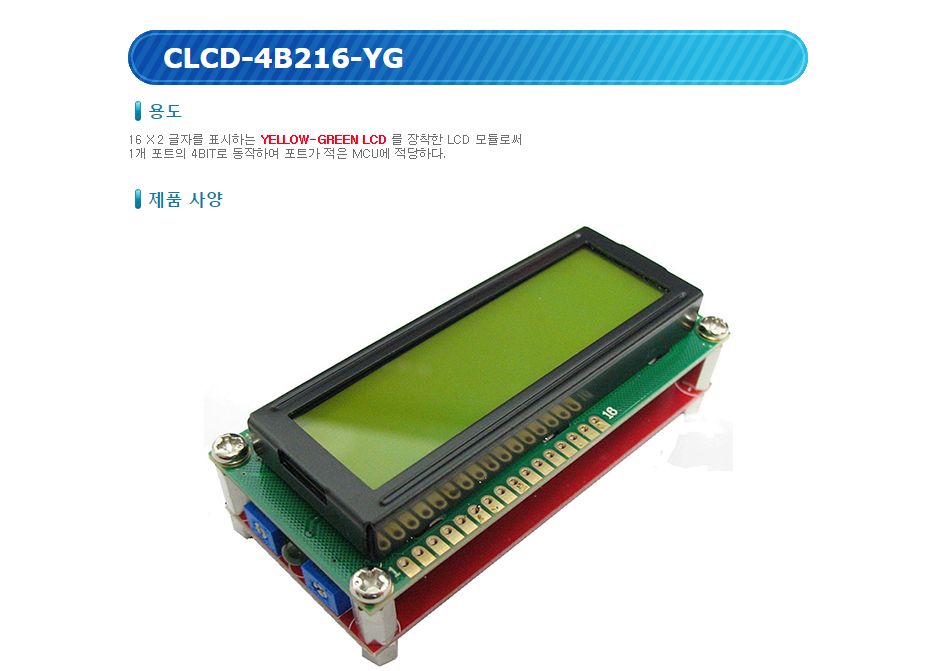 CLCD-4B216-YG
용도
16 X 2 글자를 표시하는 YELLOW-GREEN LCD 를 장착한 LCD 모듈로써
1개 포트의 4BIT로 동작하여 포트가 적은 MCU에 적당하다.
제품 사양
18
1